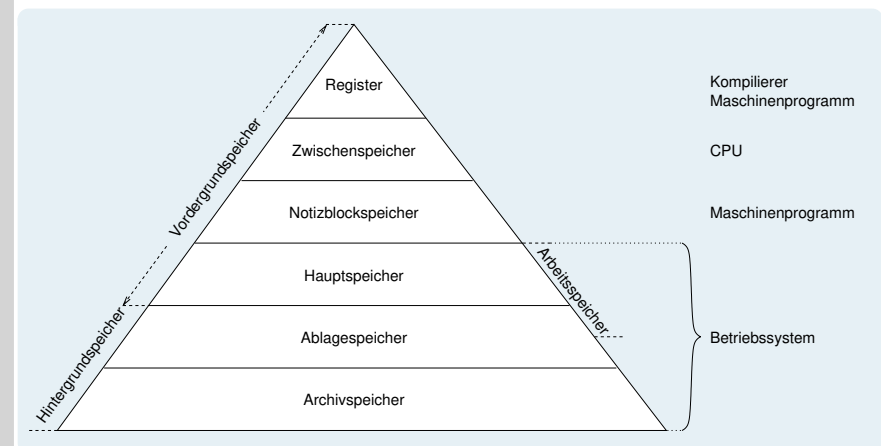 Register
Kompilierer
Maschinenprogramm
Zwischenspeicher
CPU
Vordergrundspeicher
Notizblockspeicher
Maschinenprogramm
Hauptspeicher
Arbeitsspeicher
Hintergrundspeicher
Ablagespeicher
Betriebssystem
Archivspeicher